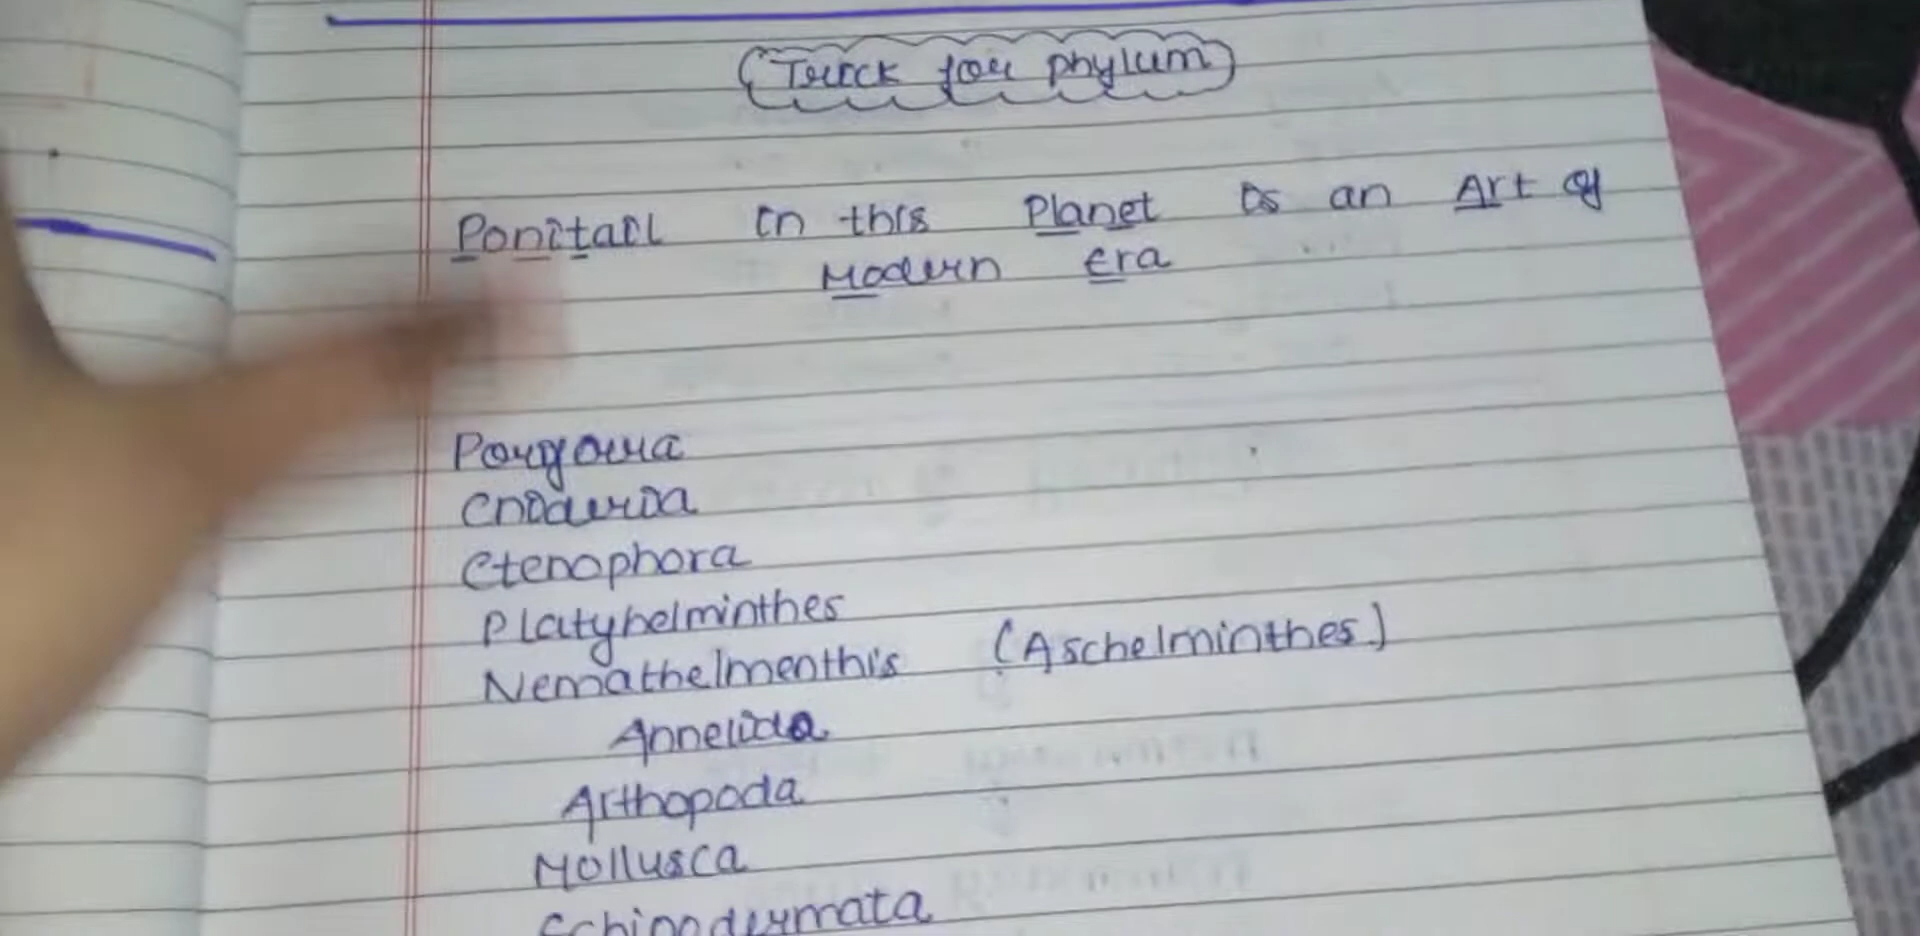 Trick for phylum
Ponitail in this Planet is an Art of
Modern era
Porifera
Cnidaria
Ctenophora
Platyhelminthes
Nemathelmenthis (Aschelminthes)
Annelida
Arthopoda
Mollusca
Echinodermata